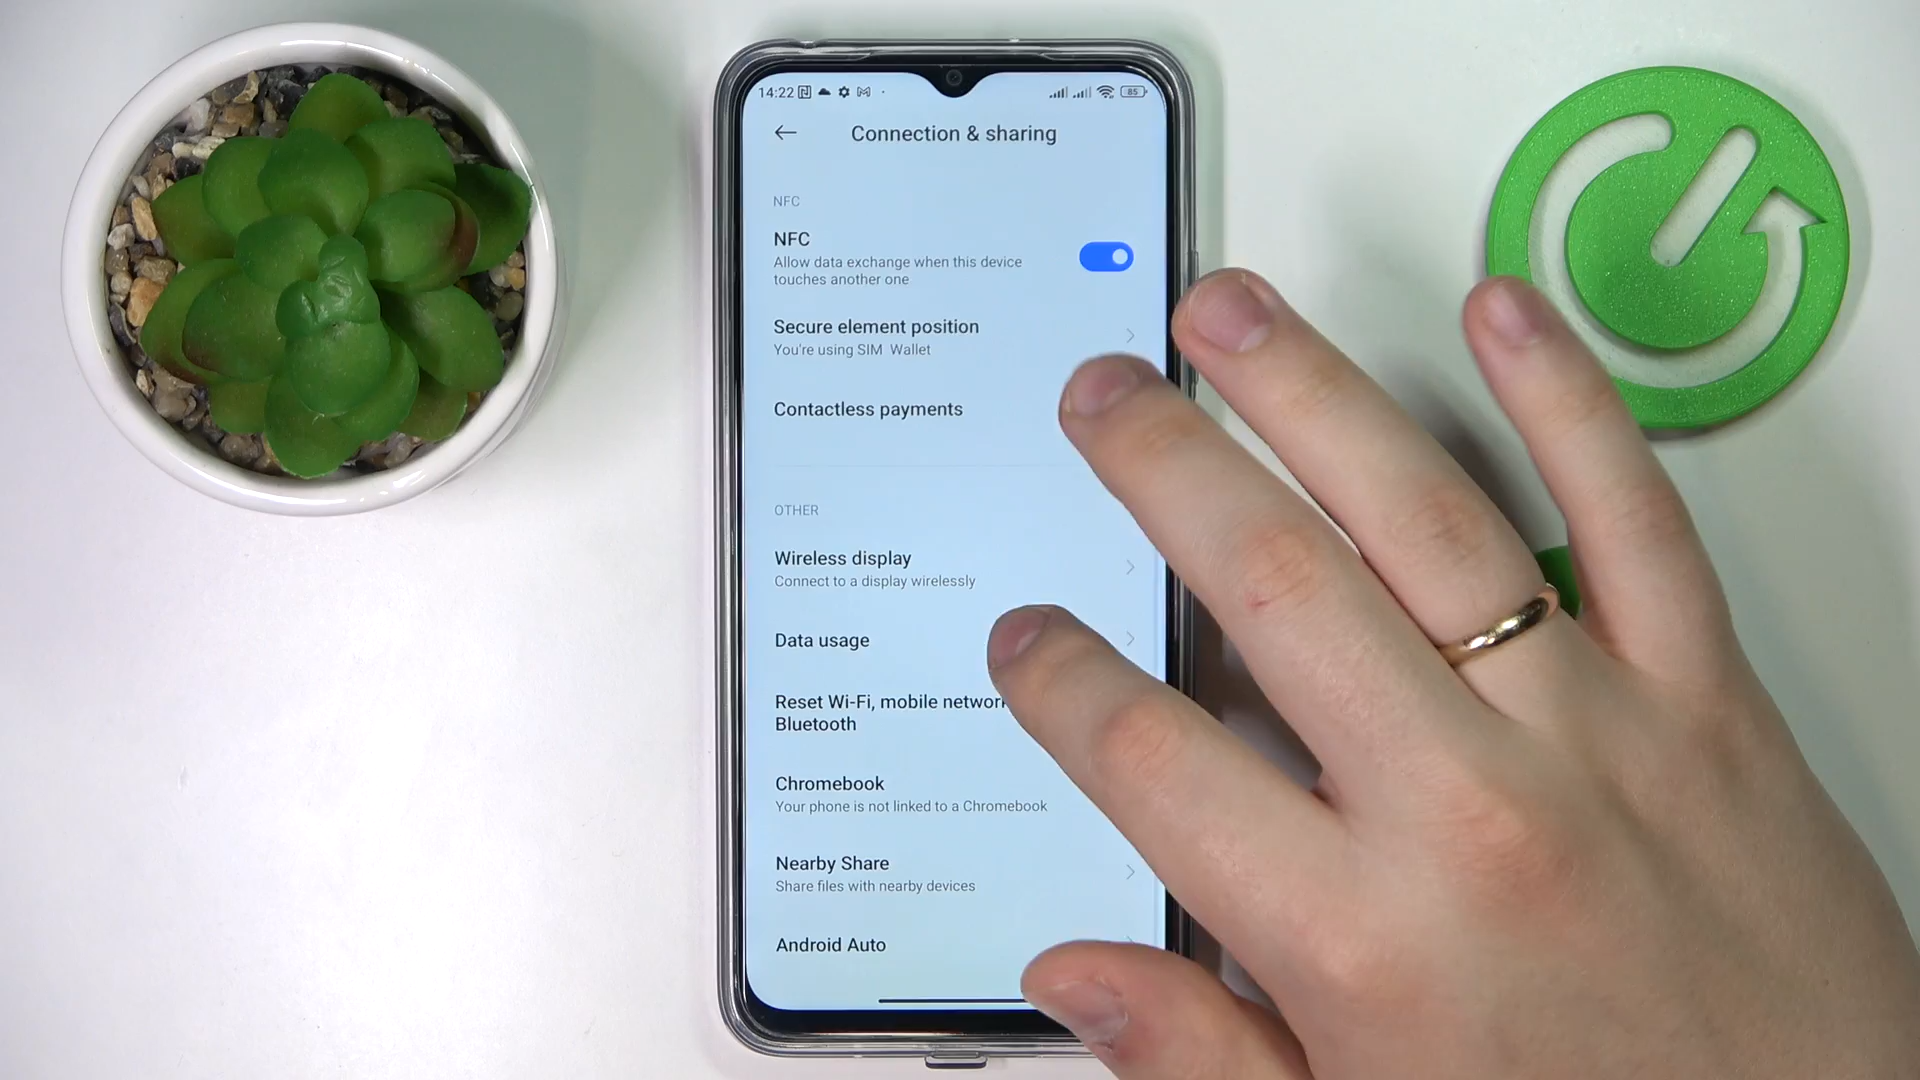 14:22
85
Connection & sharing
NFC
NFC
Allow data exchange when this device
touches another one
Secure element position
You're using SIM Wallet
Contactless payments
OTHER
Wireless display
Connect to a display wirelessly
Data usage
Reset Wi-Fi, mobile network
Bluetooth
Chromebook
Your phone is not linked to a Chromebook
Nearby Share
Share files with nearby devices
Android Auto